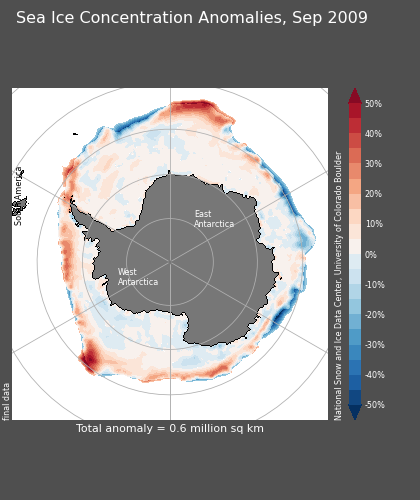 Sea Ice Concentration Anomalies, Sep 2009
South America
East
Antarctica
West
Antarctica
50%
40%
30%
20%
10%
0%
-10%
-20%
-30%
-40%
-50%
National Snow and Ice Data Center, University of Colorado Boulder
final data
Total anomaly = 0.6 million sq km